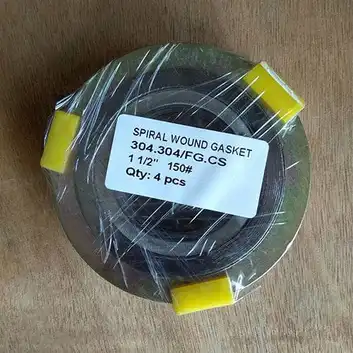 SPIRAL WOUND GASKET
304.304/FG.CS
1 1/2" 150#
Qty: 4 pcs